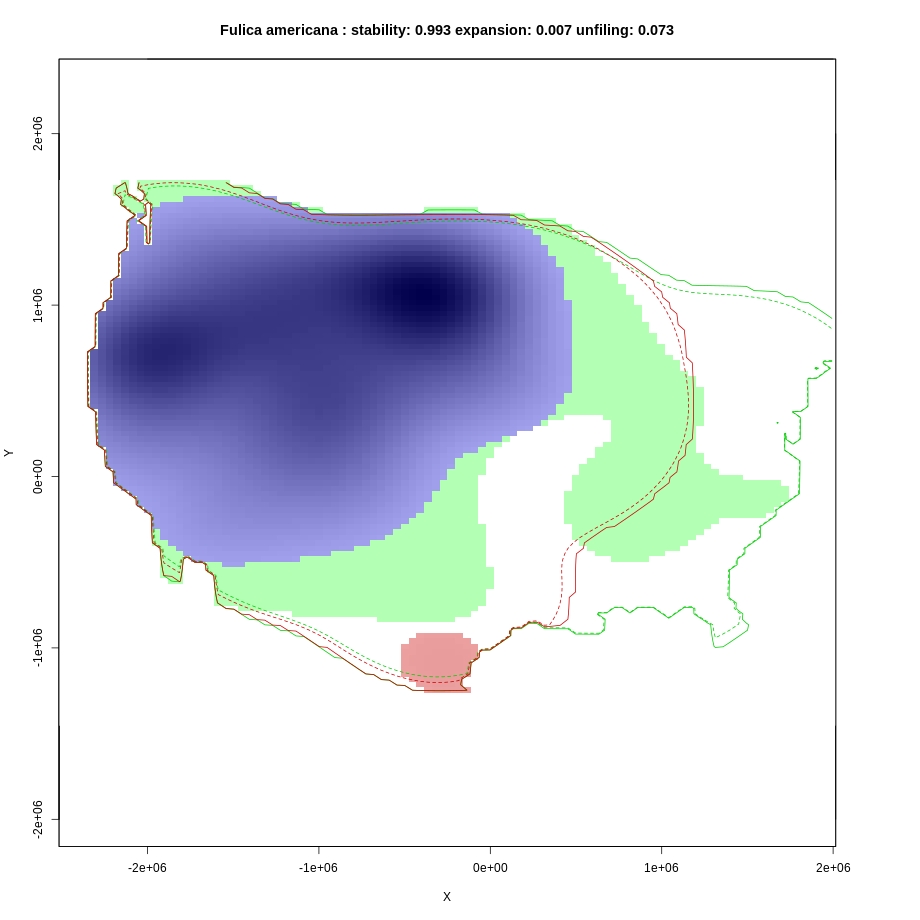 Fulica americana : stability: 0.993 expansion: 0.007 unfiling: 0.073
2e+06
1e+06
0e+00
-1e+06
-2e+06
Y
-2e+06 -1e+06 0e+00 1e+06 2e+06
X